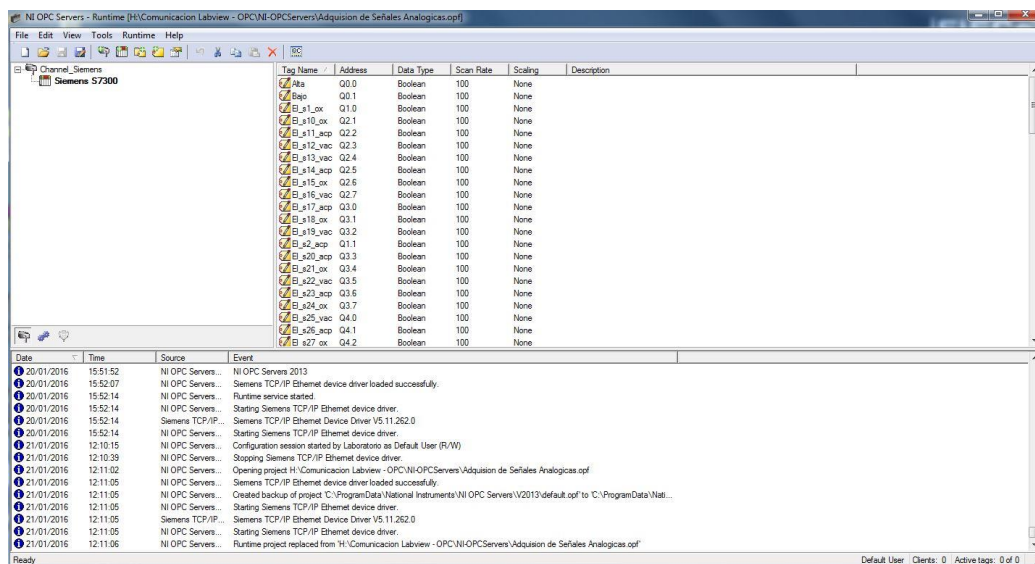 NI OPC Servers - Runtime [H:\Comunicacion Labview - OPC\NI-OPCServers\Adquision de Señales Analogicas.opf]
File Edit View Tools Runtime Help
Channel_Siemens
Siemens S7300
Tag Name Address Data Type Scan Rate Scaling Description
Alta Q0.0 Boolean 100 None
Bajo Q0.1 Boolean 100 None
El_s1_ox Q1.0 Boolean 100 None
El_s10_ox Q2.1 Boolean 100 None
El_s11_acp Q2.2 Boolean 100 None
El_s12_vac Q2.3 Boolean 100 None
El_s13_vac Q2.4 Boolean 100 None
El_s14_acp Q2.5 Boolean 100 None
El_s15_ox Q2.6 Boolean 100 None
El_s16_vac Q2.7 Boolean 100 None
El_s17_acp Q3.0 Boolean 100 None
El_s18_ox Q3.1 Boolean 100 None
El_s19_vac Q3.2 Boolean 100 None
El_s2_acp Q1.1 Boolean 100 None
El_s20_acp Q3.3 Boolean 100 None
El_s21_ox Q3.4 Boolean 100 None
El_s22_vac Q3.5 Boolean 100 None
El_s23_acp Q3.6 Boolean 100 None
El_s24_ox Q3.7 Boolean 100 None
El_s25_vac Q4.0 Boolean 100 None
El_s26_acp Q4.1 Boolean 100 None
El_s27_ox Q4.2 Boolean 100 None
Date Time Source Event
20/01/2016 15:51:52 NI OPC Servers... NI OPC Servers 2013
20/01/2016 15:52:07 NI OPC Servers... Siemens TCP/IP Ethernet device driver loaded successfully.
20/01/2016 15:52:14 NI OPC Servers... Runtime service started.
20/01/2016 15:52:14 NI OPC Servers... Starting Siemens TCP/IP Ethernet device driver.
20/01/2016 15:52:14 Siemens TCP/IP... Siemens TCP/IP Ethernet Device Driver V5.11.262.0
20/01/2016 15:52:14 NI OPC Servers... Starting Siemens TCP/IP Ethernet device driver.
21/01/2016 12:10:15 NI OPC Servers... Configuration session started by Laboratorio as Default User (R/W)
21/01/2016 12:10:39 NI OPC Servers... Stopping Siemens TCP/IP Ethernet device driver.
21/01/2016 12:11:02 NI OPC Servers... Opening project H:\Comunicacion Labview - OPC\NI-OPCServers\Adquision de Señales Analogicas.opf
21/01/2016 12:11:05 NI OPC Servers... Siemens TCP/IP Ethernet device driver loaded successfully.
21/01/2016 12:11:05 NI OPC Servers... Created backup of project 'C:\ProgramData\National Instruments\NI OPC Servers\V2013\default.opf' to 'C:\ProgramData\Nati...
21/01/2016 12:11:05 NI OPC Servers... Starting Siemens TCP/IP Ethernet device driver.
21/01/2016 12:11:05 Siemens TCP/IP... Siemens TCP/IP Ethernet Device Driver V5.11.262.0
21/01/2016 12:11:05 NI OPC Servers... Starting Siemens TCP/IP Ethernet device driver.
21/01/2016 12:11:06 NI OPC Servers... Runtime project replaced from 'H:\Comunicacion Labview - OPC\NI-OPCServers\Adquision de Señales Analogicas.opf'
Ready Default User Clients: 0 Active tags: 0 of 0